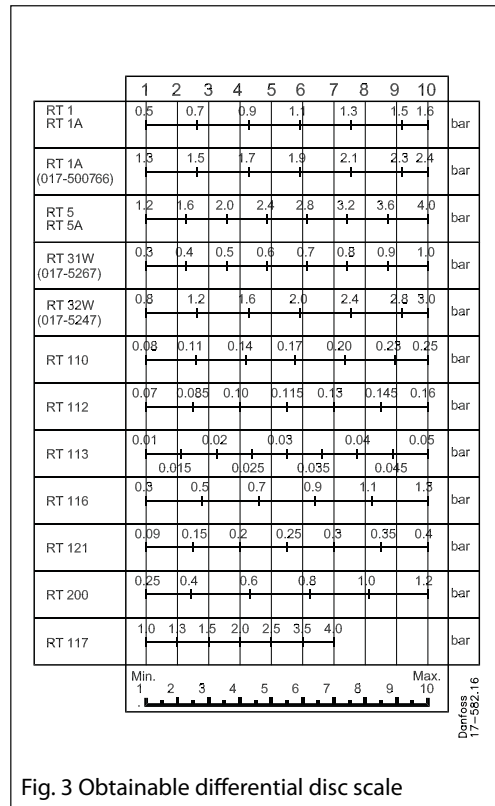 1 2 3 4 5 6 7 8 9 10
RT 1
RT 1A
0.5 0.7 0.9 1.1 1.3 1.5 1.6
bar
RT 1A
(017-500766)
1.3 1.5 1.7 1.9 2.1 2.3 2.4
bar
RT 5
RT 5A
1.2 1.6 2.0 2.4 2.8 3.2 3.6 4.0
bar
RT 31W
(017-5267)
0.3 0.4 0.5 0.6 0.7 0.8 0.9 1.0
bar
RT 32W
(017-5247)
0.8 1.2 1.6 2.0 2.4 2.8 3.0
bar
RT 110
0.08 0.11 0.14 0.17 0.20 0.23 0.25
bar
RT 112
0.07 0.085 0.10 0.115 0.13 0.145 0.16
bar
RT 113
0.01 0.02 0.03 0.04 0.05
0.015 0.025 0.035 0.045
bar
RT 116
0.3 0.5 0.7 0.9 1.1 1.3
bar
RT 121
0.09 0.15 0.2 0.25 0.3 0.35 0.4
bar
RT 200
0.25 0.4 0.6 0.8 1.0 1.2
bar
RT 117
1.0 1.3 1.5 2.0 2.5 3.5 4.0
bar
Min. Max.
1 2 3 4 5 6 7 8 9 10
Danfoss
17-582.16
Fig. 3 Obtainable differential disc scale